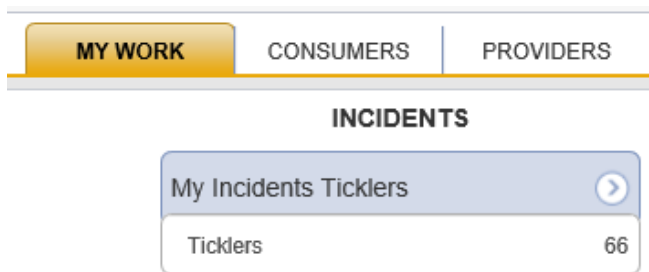 MY WORK CONSUMERS PROVIDERS
INCIDENTS
My Incidents Ticklers
Ticklers 66